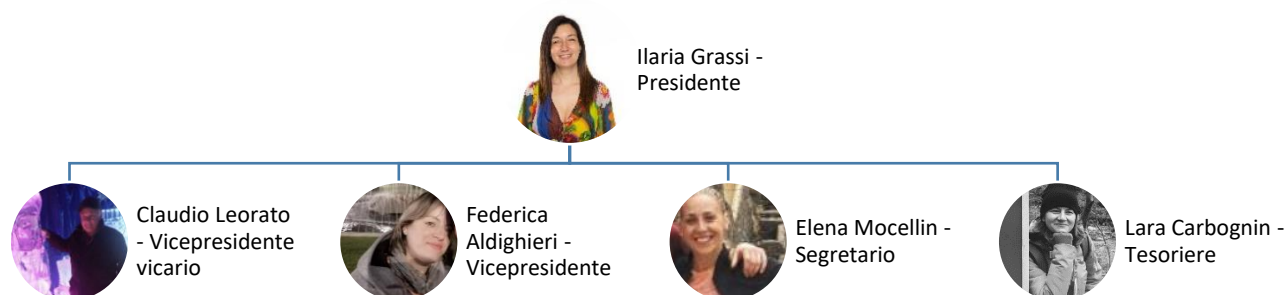 Ilaria Grassi -
Presidente
Claudio Leorato
- Vicepresidente
vicario
Federica
Aldighieri -
Vicepresidente
Elena Mocellin -
Segretario
Lara Carbognin -
Tesoriere